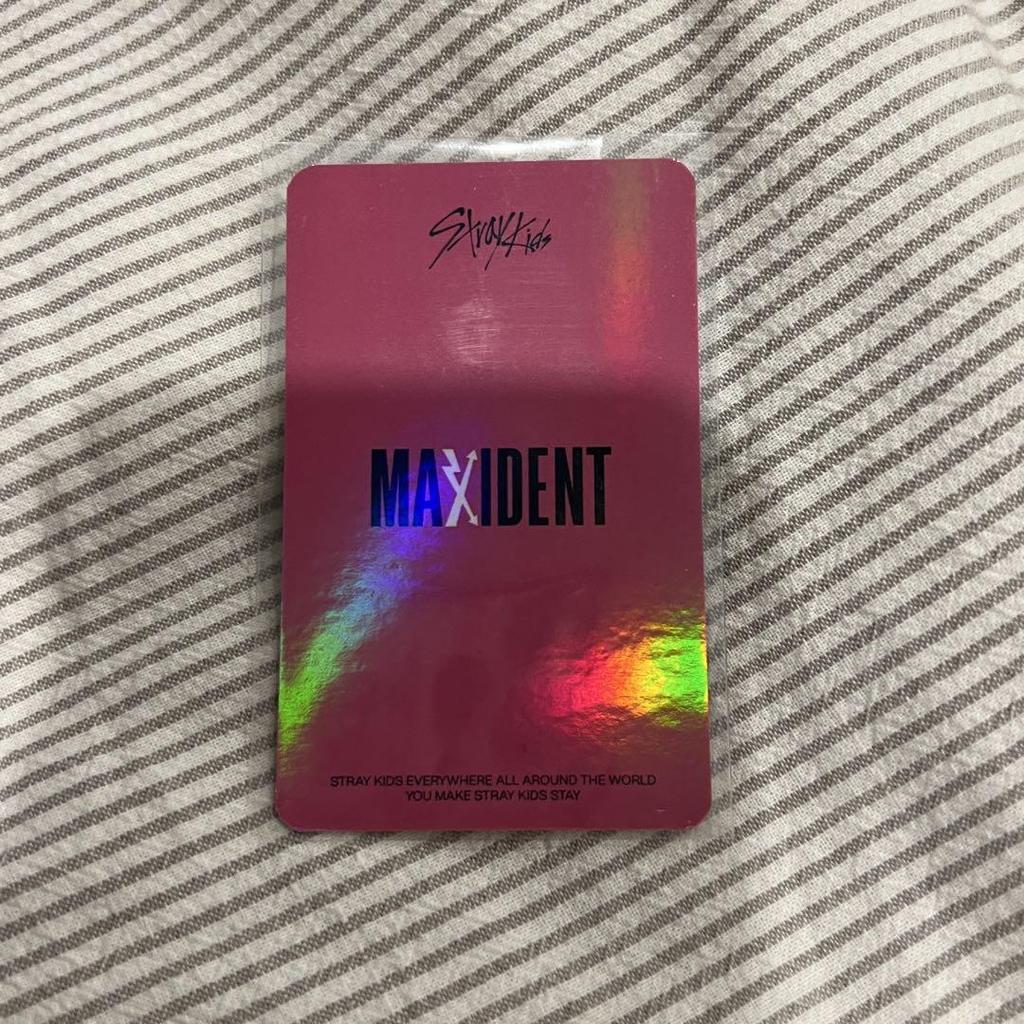 Stray Kids
MAXIDENT
STRAY KIDS EVERYWHERE ALL AROUND THE WORLD
YOU MAKE STRAY KIDS STAY